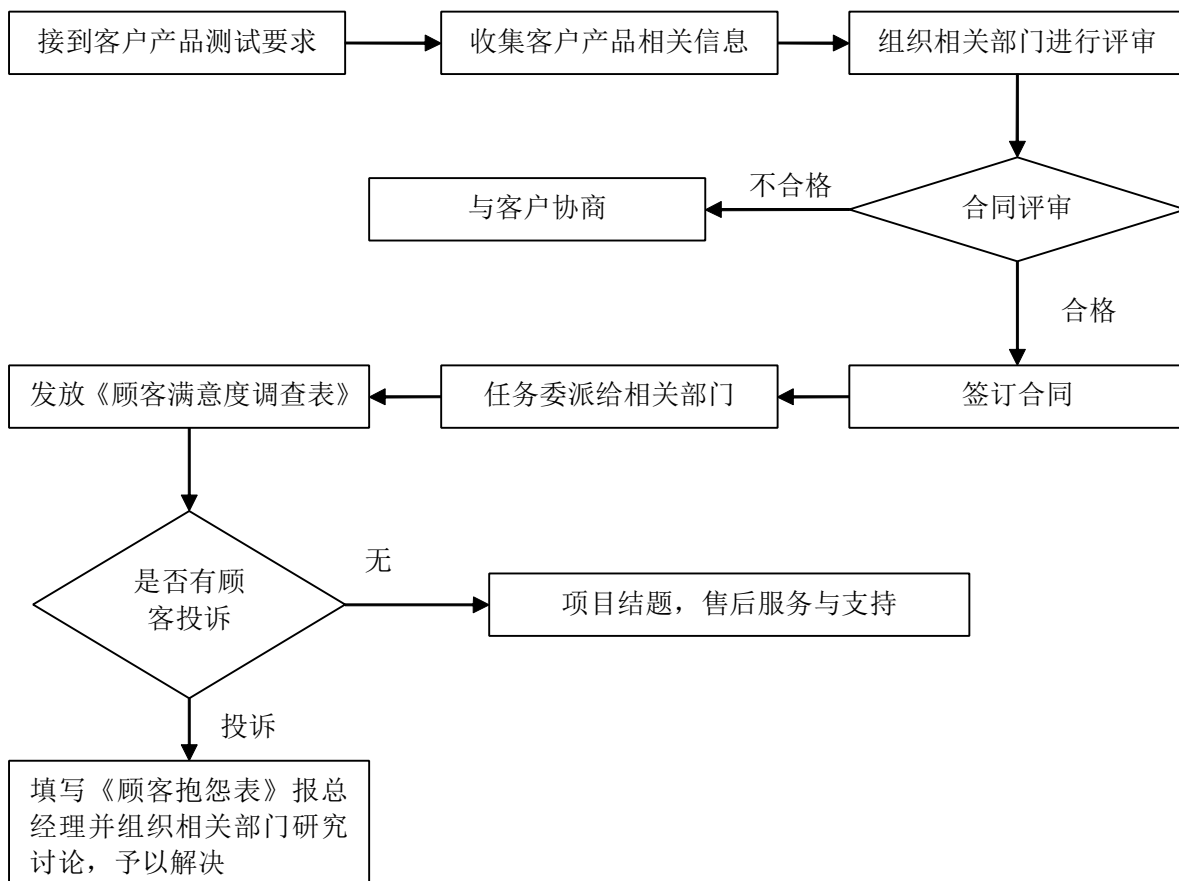 接到客户产品测试要求
收集客户产品相关信息
组织相关部门进行评审
不合格
与客户协商
合同评审
合格
发放《顾客满意度调查表》
任务委派给相关部门
签订合同
无
是否有顾
客投诉
项目结题，售后服务与支持
投诉
填写《顾客抱怨表》报总
经理并组织相关部门研究
讨论，予以解决